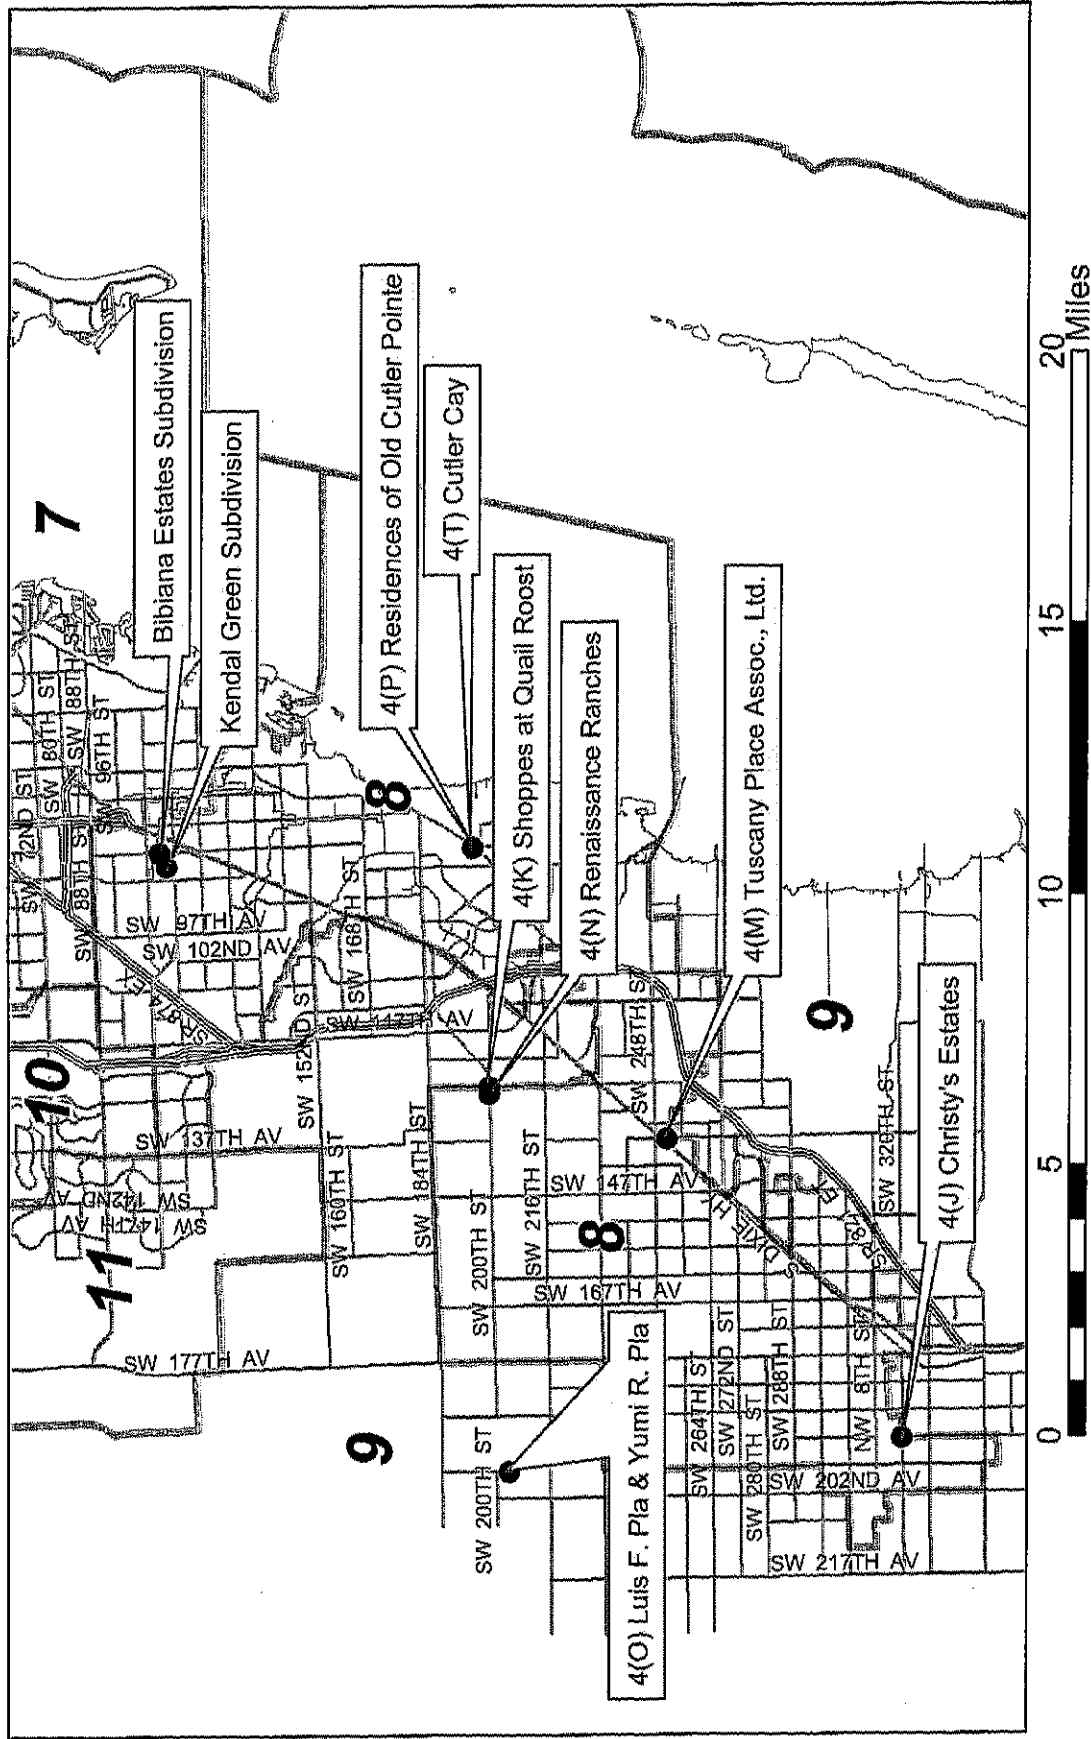 7
Bibiana Estates Subdivision
Kendal Green Subdivision
4(P) Residences of Old Cutler Pointe
4(T) Cutler Cay
4(K) Shoppes at Quail Roost
4(N) Renaissance Ranches
4(M) Tuscany Place Assoc., Ltd.
4(J) Christy's Estates
4(O) Luis F. Pla & Yumi R. Pla
10
11
8
8
9
9
SW 72ND ST
SW 80TH ST
SW 88TH ST
SW 88TH ST
SW 96TH ST
SW 97TH AV
SW 102ND AV
SW 117TH AV
SW 137TH AV
SW 142ND AV
SW 147TH AV
SW 177TH AV
SW 152ND ST
SW 160TH ST
SW 168TH ST
SW 184TH ST
SW 200TH ST
SW 200TH ST
SW 216TH ST
SW 147TH AV
SW 167TH AV
SW 248TH S
SW 264TH ST
SW 272ND ST
SW 280TH ST
SW 288TH ST
NW 8TH ST
SW 320TH ST
SW 202ND AV
SW 217TH AV
0
5
10
15
20
Miles